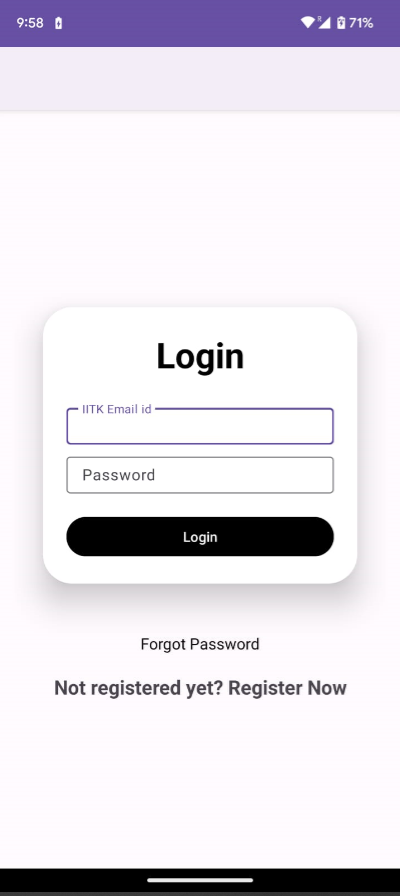 9:58
R
71%
Login
IITK Email id
Password
Login
Forgot Password
Not registered yet? Register Now